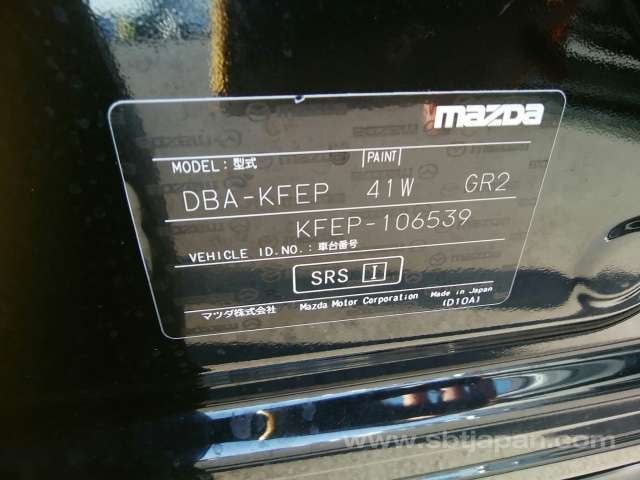 mazda
MODEL: 型式 PAINT
DBA-KFEP 41W GR2
KFEP-106539
VEHICLE ID.NO.: 車台番号
SRS I
マツダ株式会社 Mazda Motor Corporation Made in Japan
(D10A)
www.sbtjapan.com